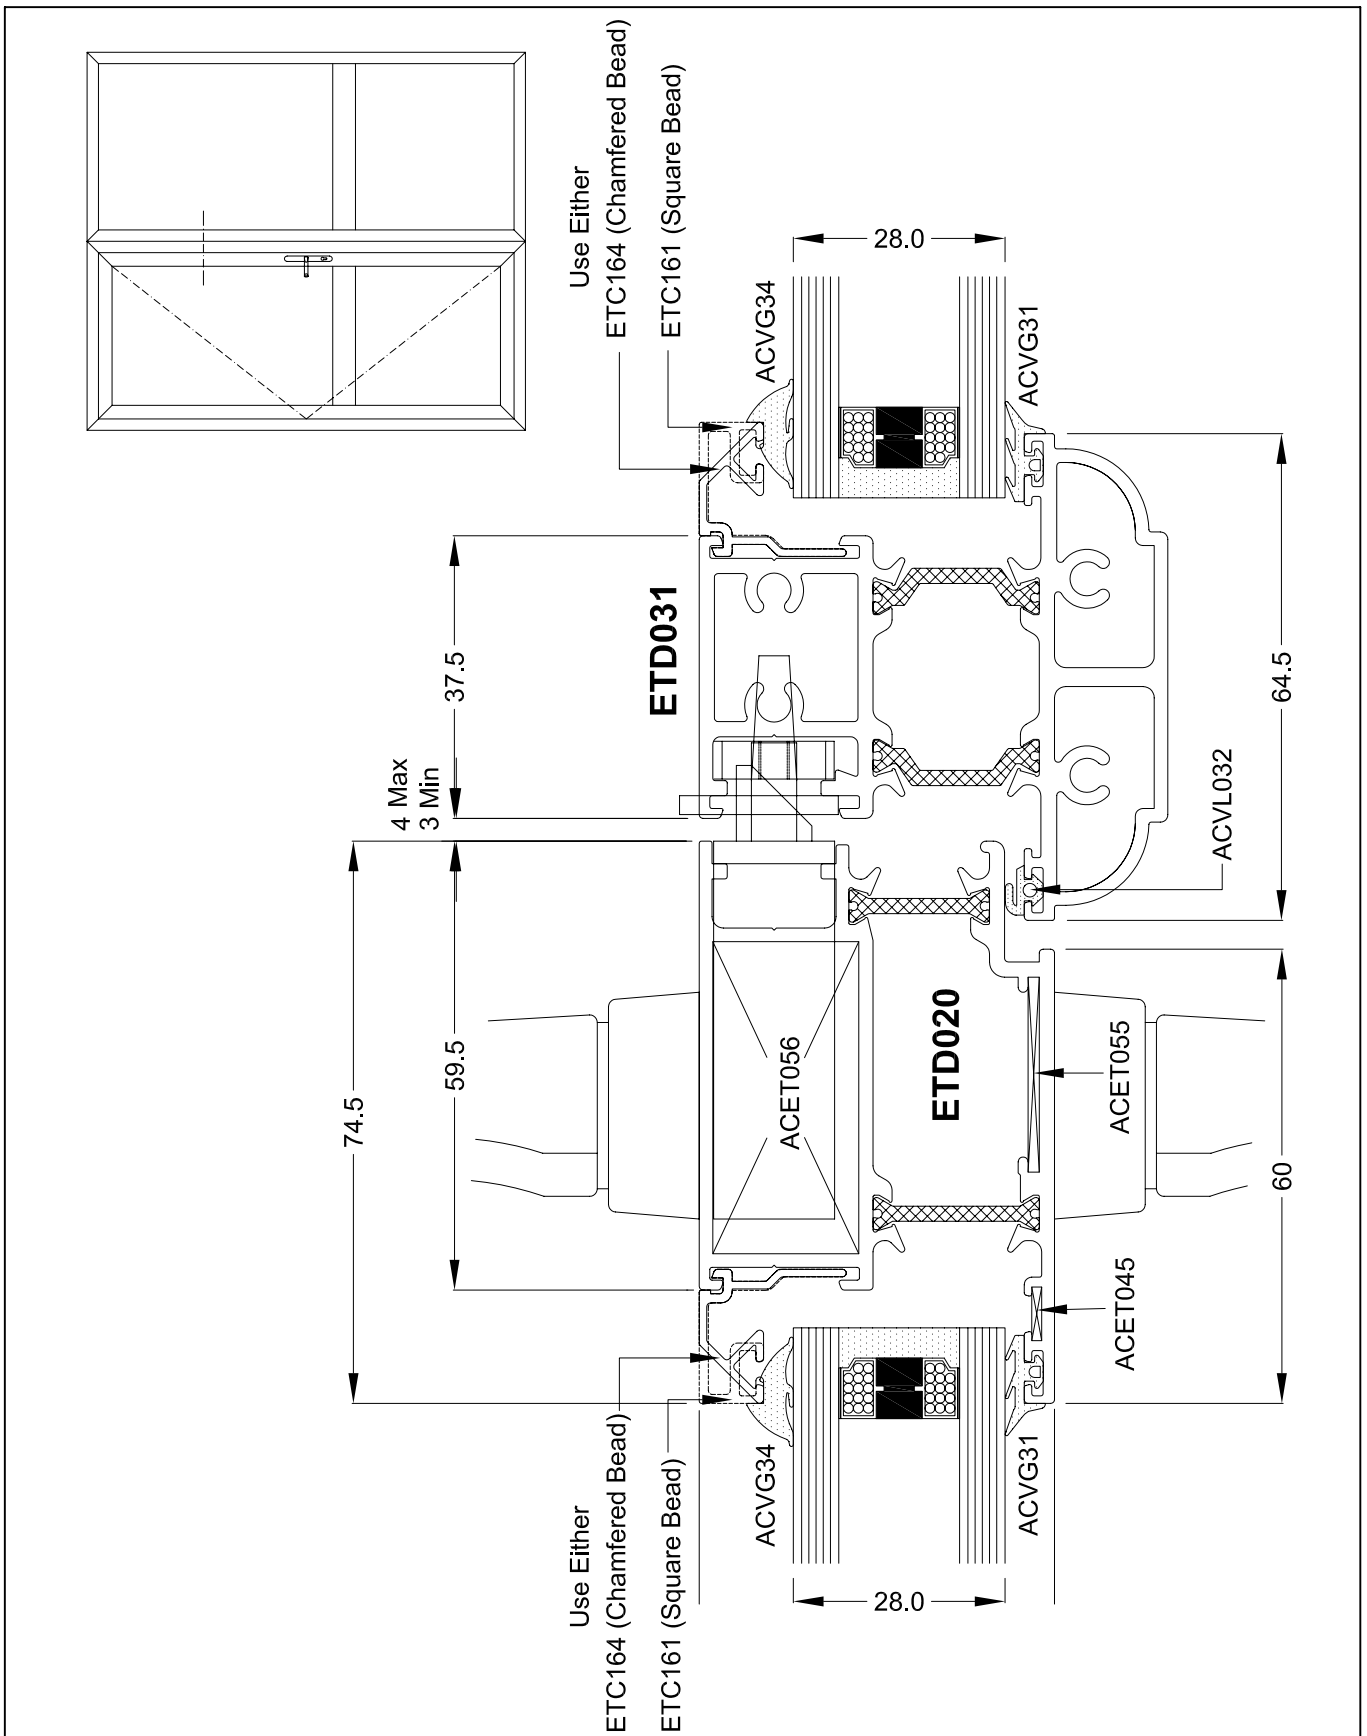 Use Either
ETC164 (Chamfered Bead)
ETC161 (Square Bead)
28.0
ACVG34
ACVG31
ETD031
37.5
64.5
4 Max
3 Min
ACVL032
74.5
59.5
ACET056
ETD020
ACET055
60
ACET045
Use Either
ETC164 (Chamfered Bead)
ETC161 (Square Bead)
ACVG34
ACVG31
28.0